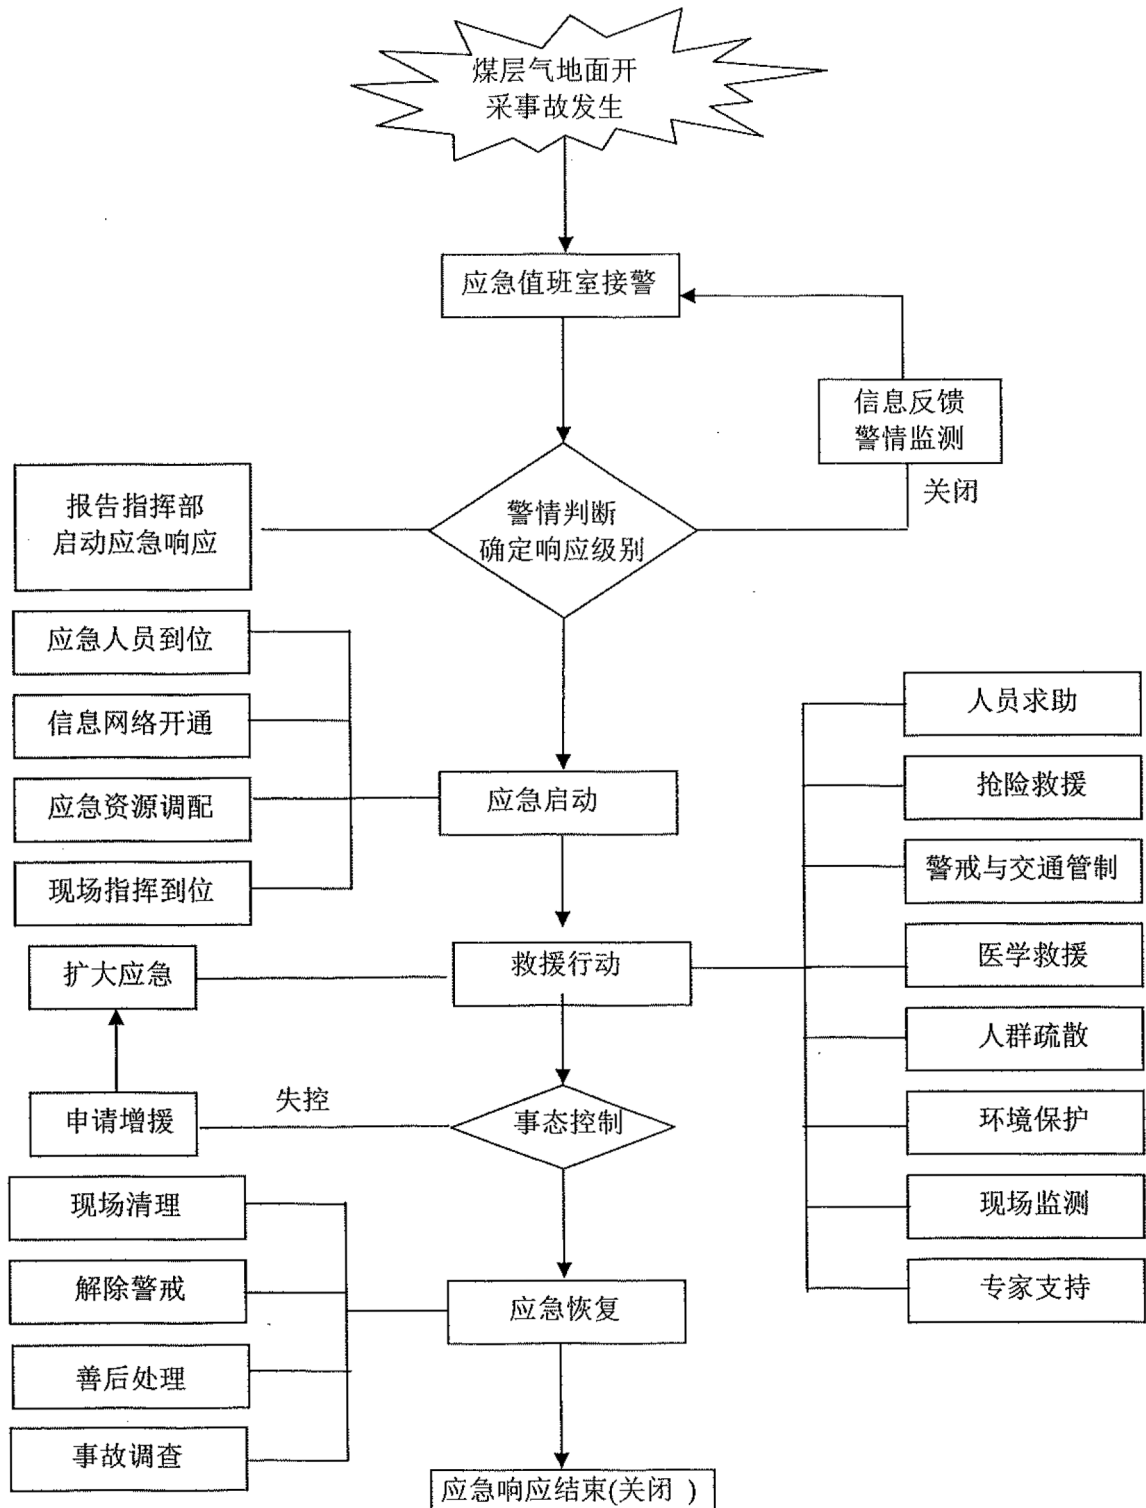 煤层气地面开
采事故发生
应急值班室接警
信息反馈
警情监测
关闭
报告指挥部
启动应急响应
警情判断
确定响应级别
应急人员到位
信息网络开通
应急资源调配
现场指挥到位
应急启动
人员求助
抢险救援
警戒与交通管制
医学救援
人群疏散
环境保护
现场监测
专家支持
扩大应急
救援行动
申请增援
失控
事态控制
现场清理
解除警戒
善后处理
事故调查
应急恢复
应急响应结束(关闭 )